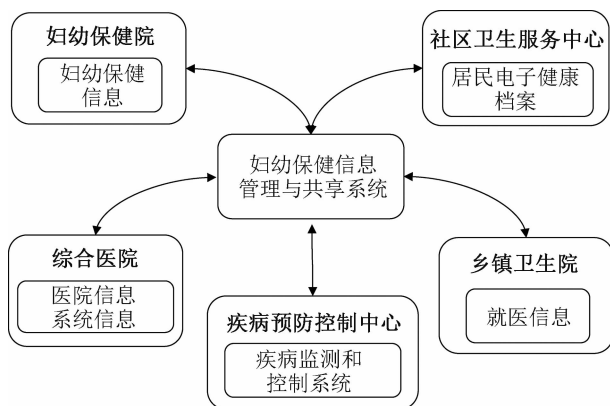 妇幼保健院
妇幼保健
信息
社区卫生服务中心
居民电子健康
档案
妇幼保健信息
管理与共享系统
综合医院
医院信息
系统信息
疾病预防控制中心
疾病监测和
控制系统
乡镇卫生院
就医信息